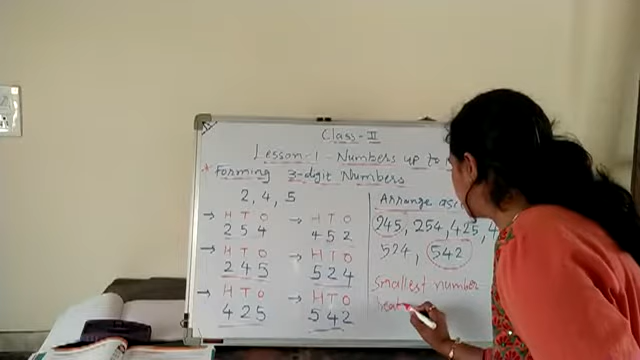 Class - II
Lesson - 1 Numbers up to
* Forming 3-digit Numbers
2, 4, 5
→ H T O
2 5 4
→ H T O
2 4 5
→ H T O
4 2 5
→ H T O
4 5 2
→ H T O
5 2 4
→ H T O
5 4 2
Arrange
245, 254, 425, 4
524, 542
Smallest number